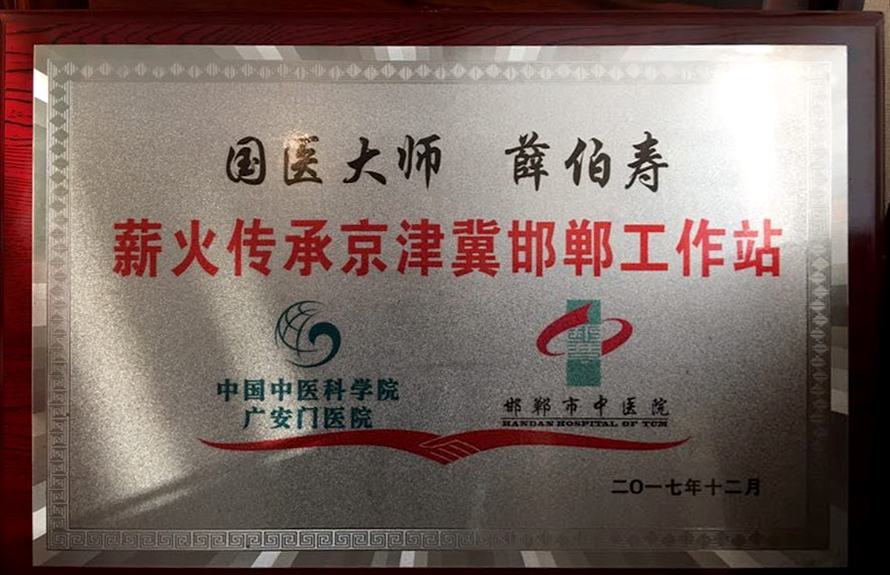 国医大师 薛伯寿
薪火传承京津冀邯郸工作站
中国中医科学院
广安门医院
邯郸市中医院
HANDAN HOSPITAL OF TCM
二〇一七年十二月